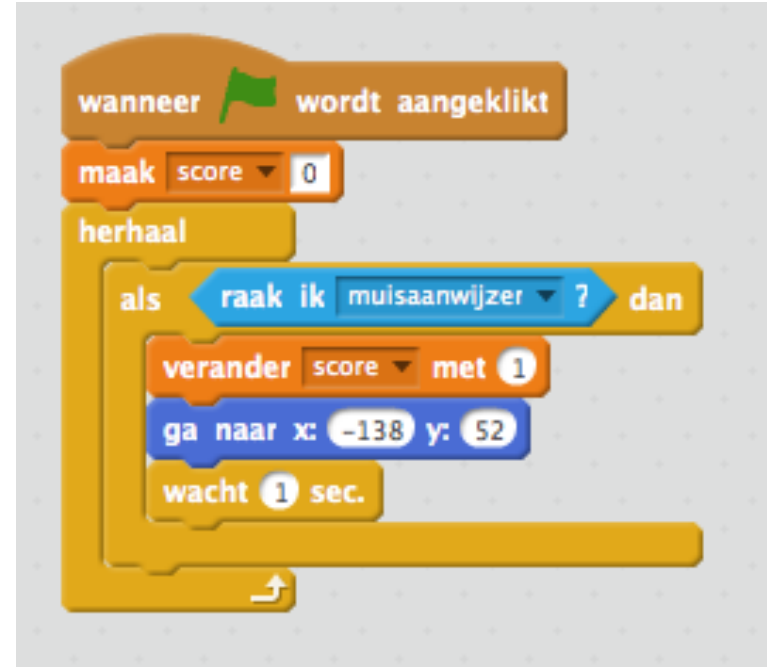 wanneer wordt aangeklikt
maak score 0
herhaal
als raak ik muisaanwijzer ? dan
verander score met 1
ga naar x: -138 y: 52
wacht 1 sec.